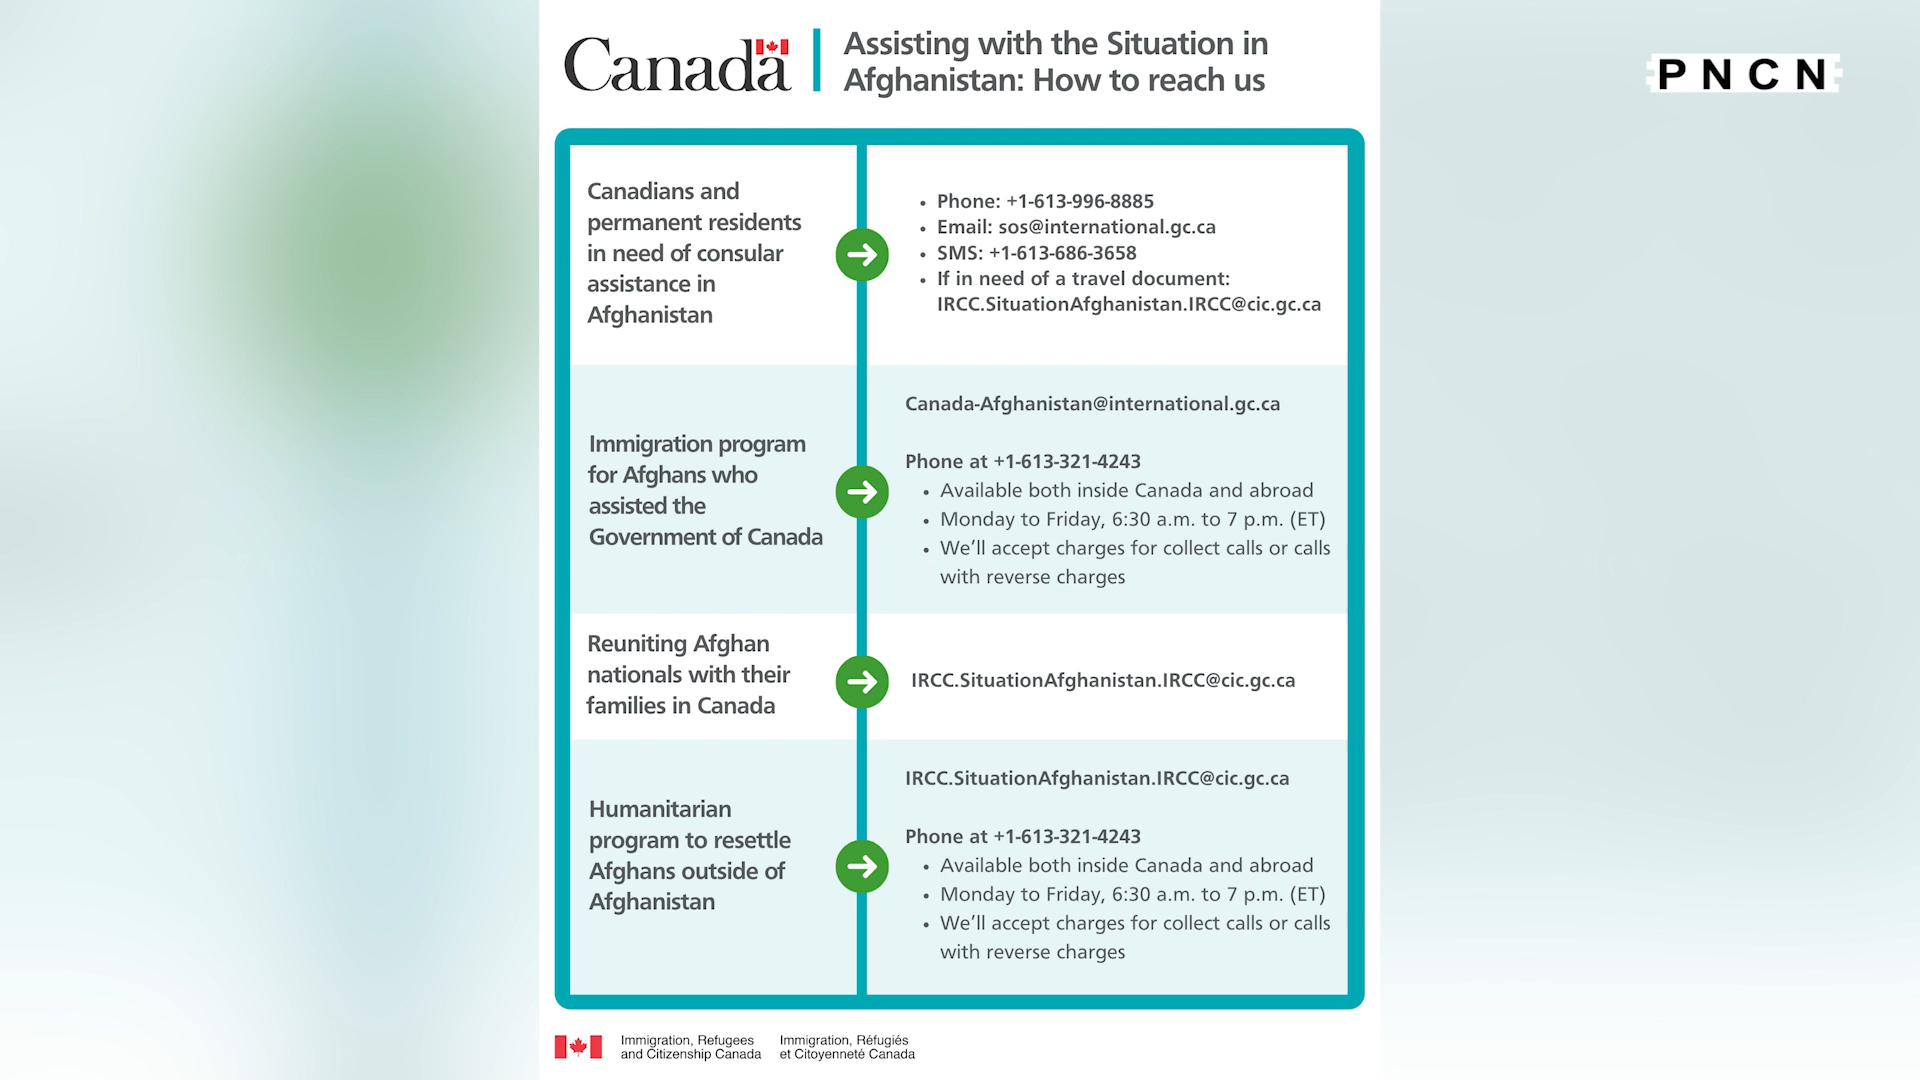 Canada
Assisting with the Situation in
Afghanistan: How to reach us
PNCN
Canadians and
permanent residents
in need of consular
assistance in
Afghanistan
• Phone: +1-613-996-8885
• Email: sos@international.gc.ca
• SMS: +1-613-686-3658
• If in need of a travel document:
IRCC.SituationAfghanistan.IRCC@cic.gc.ca
Immigration program
for Afghans who
assisted the
Government of Canada
Canada-Afghanistan@international.gc.ca
Phone at +1-613-321-4243
• Available both inside Canada and abroad
• Monday to Friday, 6:30 a.m. to 7 p.m. (ET)
• We’ll accept charges for collect calls or calls
with reverse charges
Reuniting Afghan
nationals with their
families in Canada
IRCC.SituationAfghanistan.IRCC@cic.gc.ca
Humanitarian
program to resettle
Afghans outside of
Afghanistan
IRCC.SituationAfghanistan.IRCC@cic.gc.ca
Phone at +1-613-321-4243
• Available both inside Canada and abroad
• Monday to Friday, 6:30 a.m. to 7 p.m. (ET)
• We’ll accept charges for collect calls or calls
with reverse charges
Immigration, Refugees
and Citizenship Canada
Immigration, Réfugiés
et Citoyenneté Canada